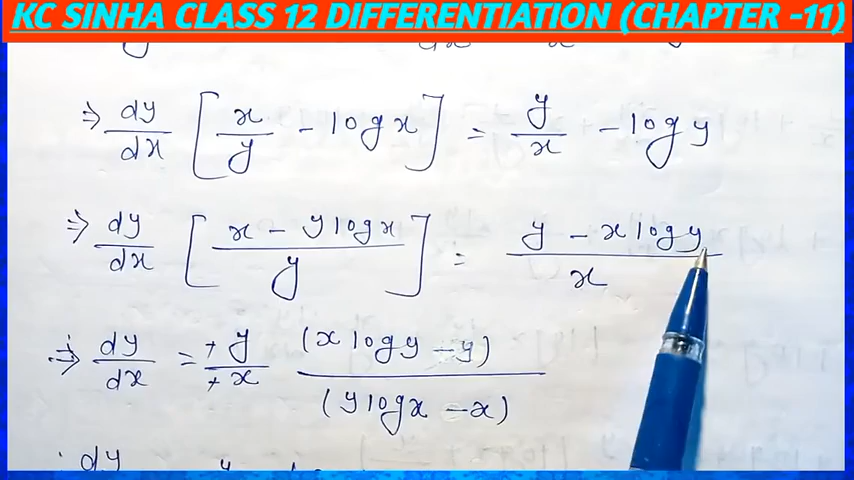 KC SINHA CLASS 12 DIFFERENTIATION (CHAPTER -11)
⇒ dy/dx [x/y - log x] = y/x - log y
⇒ dy/dx [(x - y log x)/y] = (y - x log y)/x
⇒ dy/dx = +y/+x (x log y - y)/(y log x - x)
∴ dy